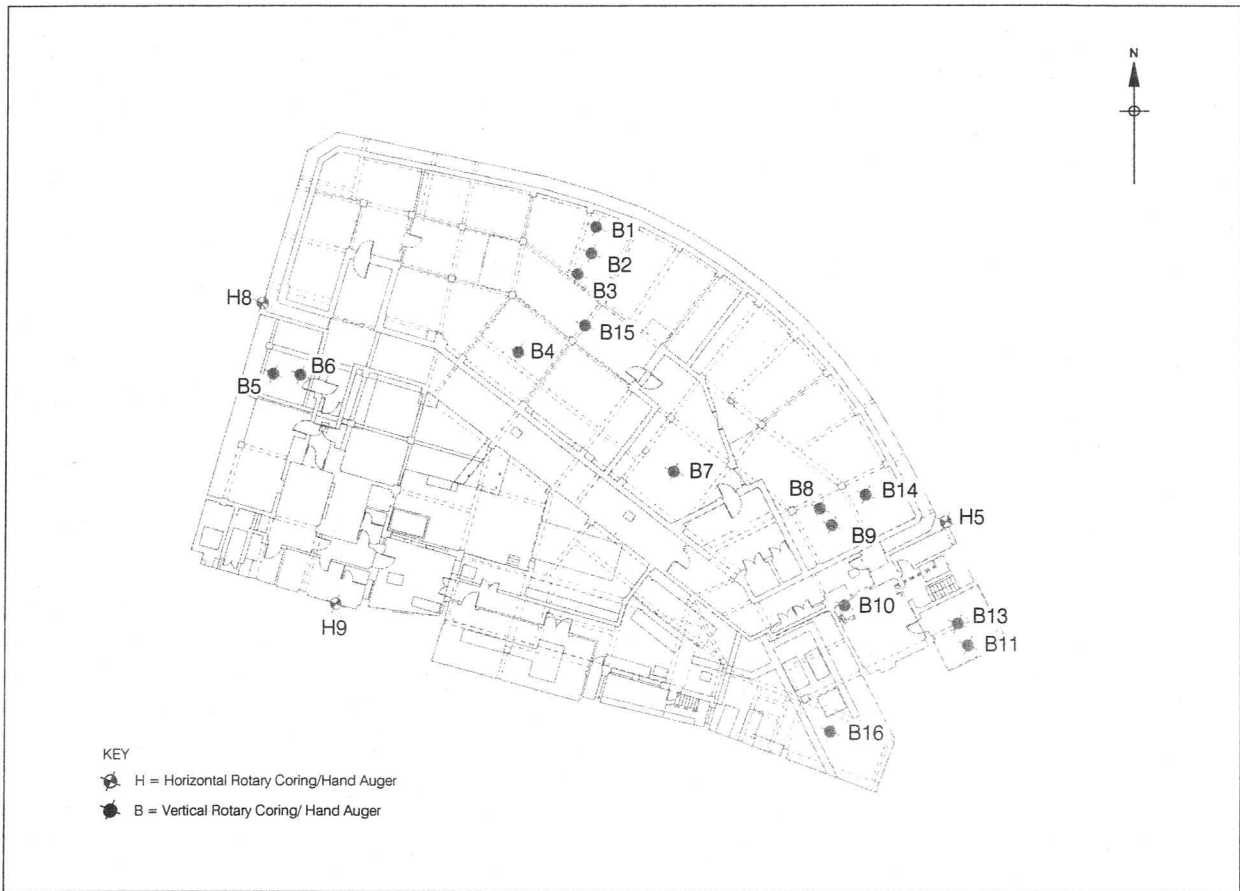 N
B1
B2
B3
H8
B15
B4
B6
B5
B7
B14
B8
H5
B9
B10
H9
B13
B11
B16
KEY
H = Horizontal Rotary Coring/Hand Auger
B = Vertical Rotary Coring/ Hand Auger